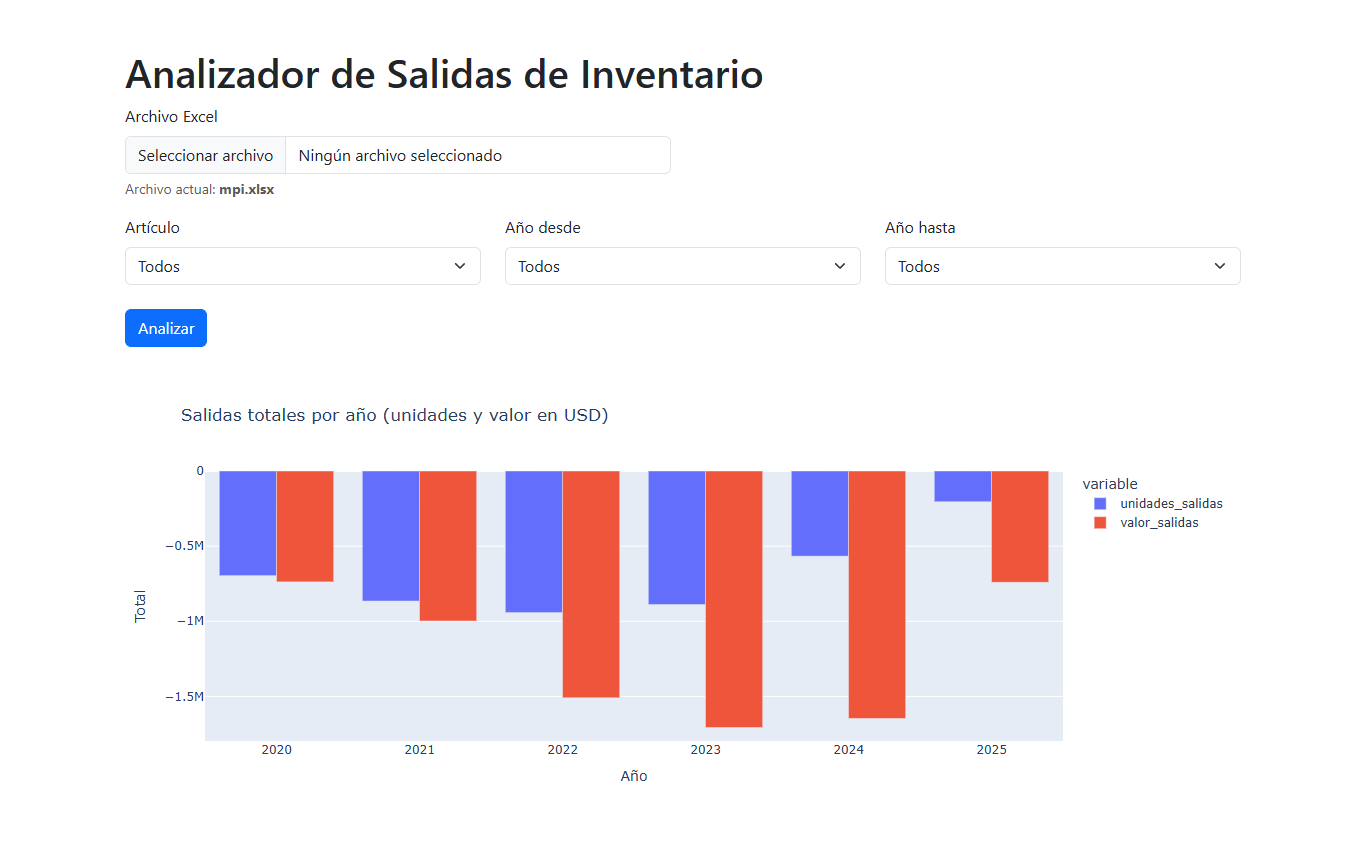 Analizador de Salidas de Inventario
Archivo Excel
Seleccionar archivo Ningún archivo seleccionado
Archivo actual: mpi.xlsx
Artículo Año desde Año hasta
Todos Todos Todos
Analizar
Salidas totales por año (unidades y valor en USD)
0
−0.5M
−1M
−1.5M
Total
2020 2021 2022 2023 2024 2025
Año
variable
unidades_salidas
valor_salidas